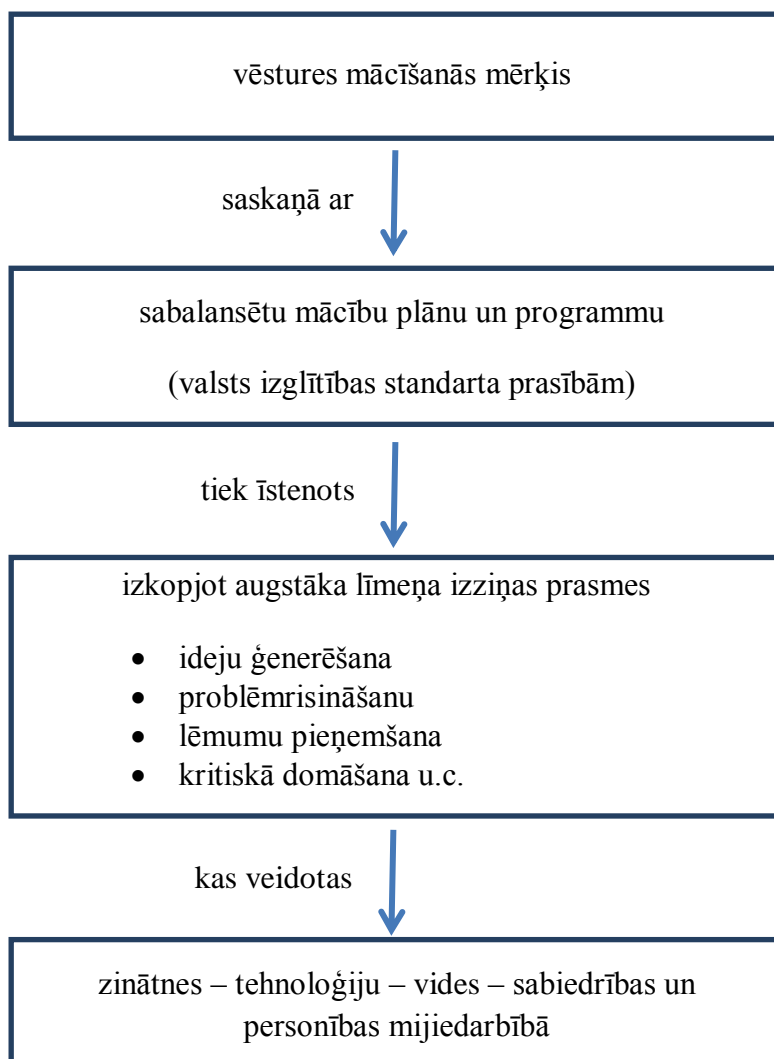 vēstures mācīšanās mērķis
saskaņā ar
sabalansētu mācību plānu un programmu
(valsts izglītības standarta prasībām)
tiek īstenots
izkopjot augstāka līmeņa izziņas prasmes
• ideju ģenerēšana
• problēmrisināšanu
• lēmumu pieņemšana
• kritiskā domāšana u.c.
kas veidotas
zinātnes – tehnoloģiju – vides – sabiedrības un
personības mijiedarbībā